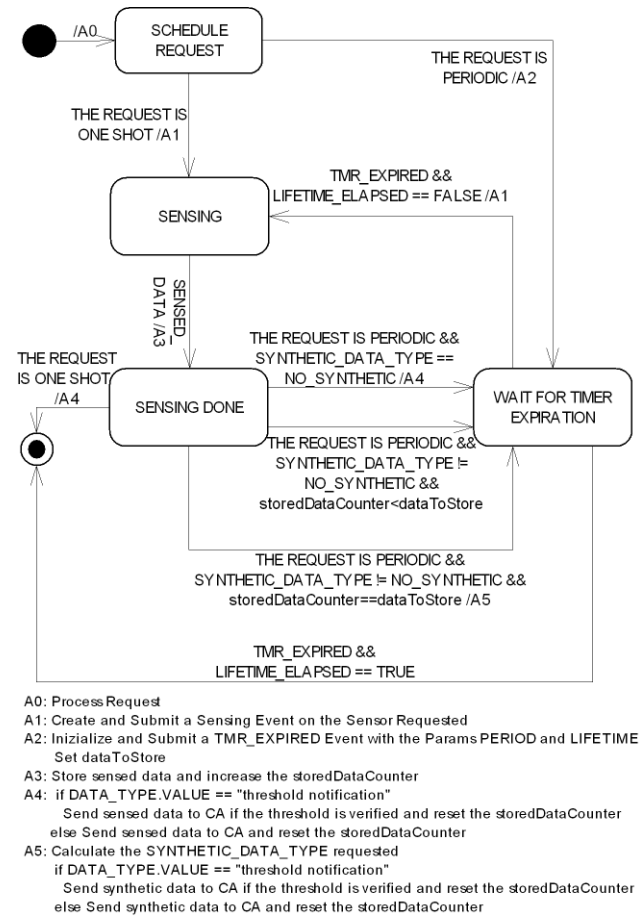 /A0
SCHEDULE
REQUEST
THE REQUEST IS
PERIODIC /A2
THE REQUEST IS
ONE SHOT /A1
TMR_EXPIRED &&
LIFETIME_ELAPSED == FALSE /A1
SENSING
SENSED_
DATA /A3
THE REQUEST IS PERIODIC &&
SYNTHETIC_DATA_TYPE ==
NO_SYNTHETIC /A4
THE REQUEST
IS ONE SHOT
/A4
SENSING DONE
WAIT FOR TIMER
EXPIRATION
THE REQUEST IS PERIODIC &&
SYNTHETIC_DATA_TYPE !=
NO_SYNTHETIC &&
storedDataCounter<dataToStore
THE REQUEST IS PERIODIC &&
SYNTHETIC_DATA_TYPE != NO_SYNTHETIC &&
storedDataCounter==dataToStore /A5
TMR_EXPIRED &&
LIFETIME_ELAPSED == TRUE
A0: Process Request
A1: Create and Submit a Sensing Event on the Sensor Requested
A2: Inizialize and Submit a TMR_EXPIRED Event with the Params PERIOD and LIFETIME
Set dataToStore
A3: Store sensed data and increase the storedDataCounter
A4: if DATA_TYPE.VALUE == "threshold notification"
Send sensed data to CA if the threshold is verified and reset the storedDataCounter
else Send sensed data to CA and reset the storedDataCounter
A5: Calculate the SYNTHETIC_DATA_TYPE requested
if DATA_TYPE.VALUE == "threshold notification"
Send synthetic data to CA if the threshold is verified and reset the storedDataCounter
else Send synthetic data to CA and reset the storedDataCounter